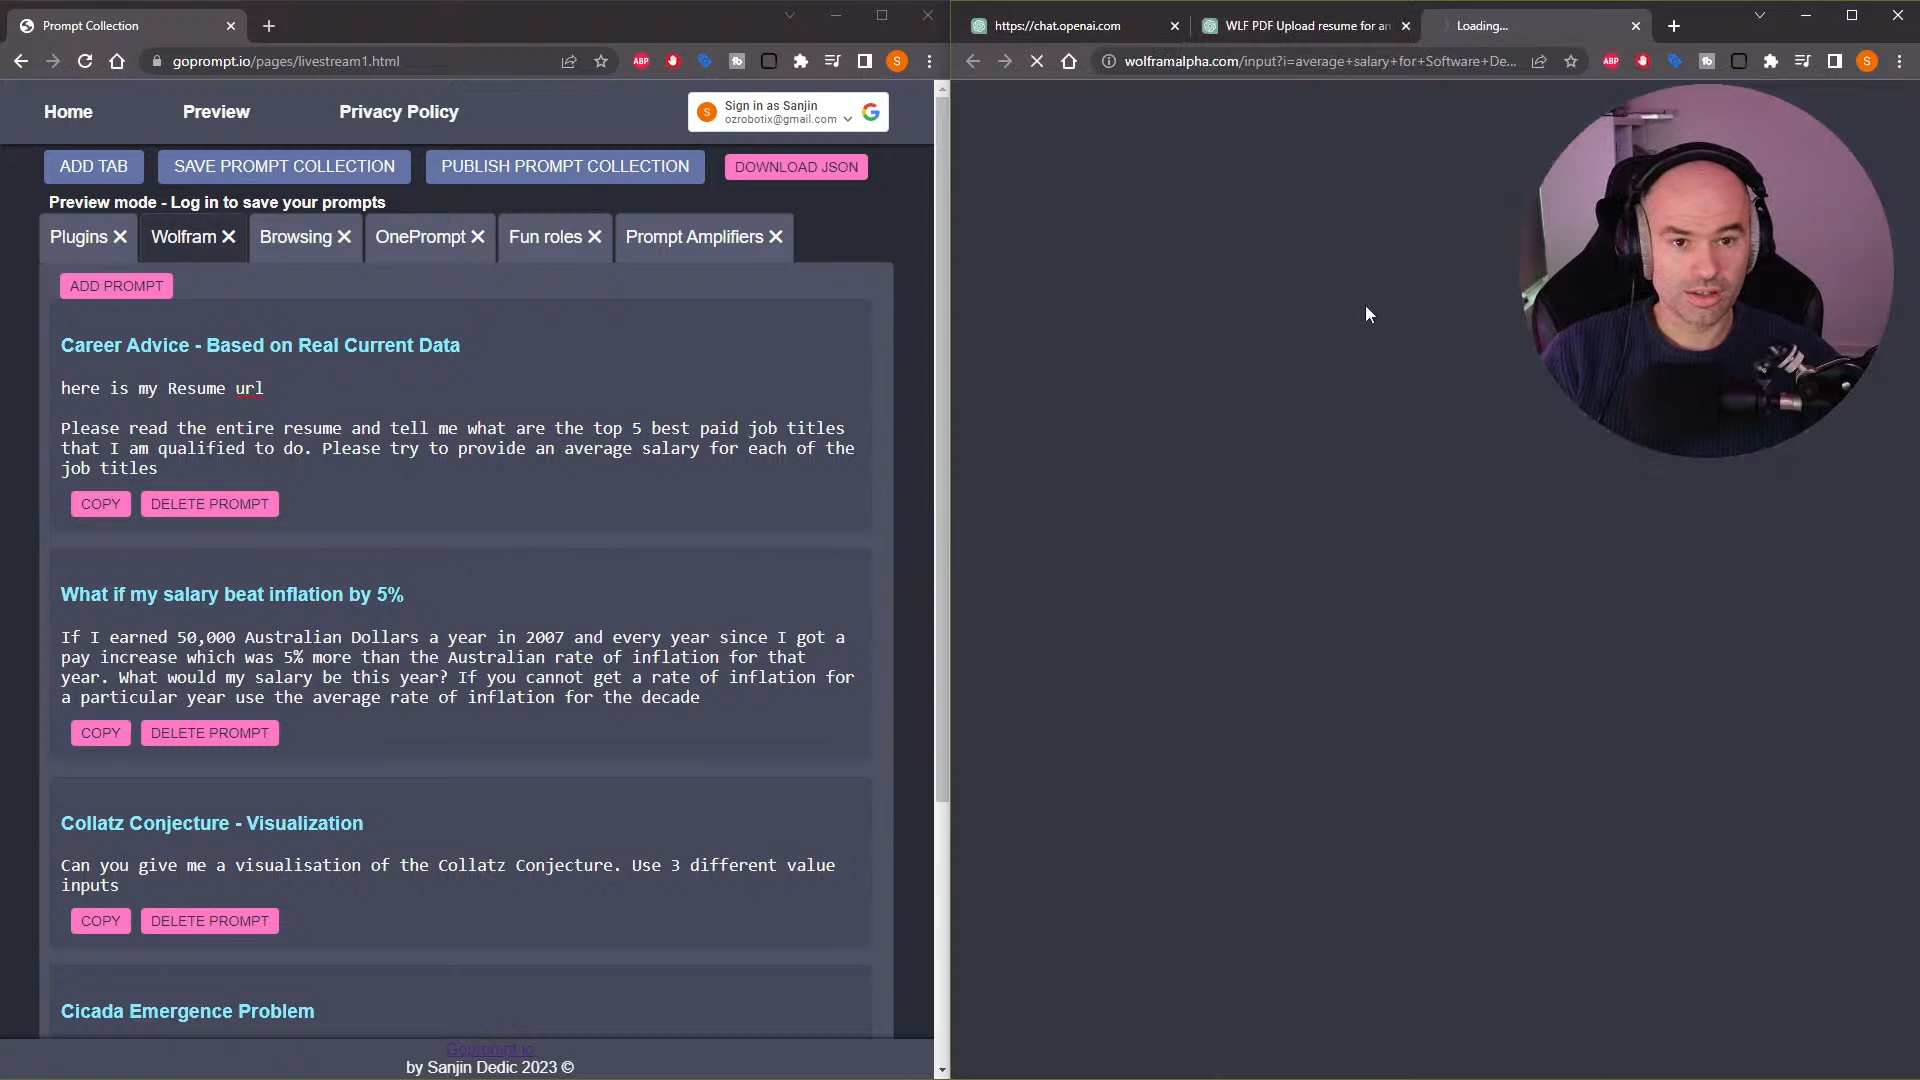 Prompt Collection
goprompt.io/pages/livestream1.html
Home
Preview
Privacy Policy
Sign in as Sanjin
ozrobotix@gmail.com
ADD TAB
SAVE PROMPT COLLECTION
PUBLISH PROMPT COLLECTION
DOWNLOAD JSON
Preview mode - Log in to save your prompts
Plugins
Wolfram
Browsing
OnePrompt
Fun roles
Prompt Amplifiers
ADD PROMPT
Career Advice - Based on Real Current Data
here is my Resume url
Please read the entire resume and tell me what are the top 5 best paid job titles
that I am qualified to do. Please try to provide an average salary for each of the
job titles
COPY
DELETE PROMPT
What if my salary beat inflation by 5%
If I earned 50,000 Australian Dollars a year in 2007 and every year since I got a
pay increase which was 5% more than the Australian rate of inflation for that
year. What would my salary be this year? If you cannot get a rate of inflation for
a particular year use the average rate of inflation for the decade
COPY
DELETE PROMPT
Collatz Conjecture - Visualization
Can you give me a visualisation of the Collatz Conjecture. Use 3 different value
inputs
COPY
DELETE PROMPT
Cicada Emergence Problem
Goprompt.io
by Sanjin Dedic 2023 ©
https://chat.openai.com
WLF PDF Upload resume for an
Loading...
wolframalpha.com/input?i=average+salary+for+Software+De...
ABP
S